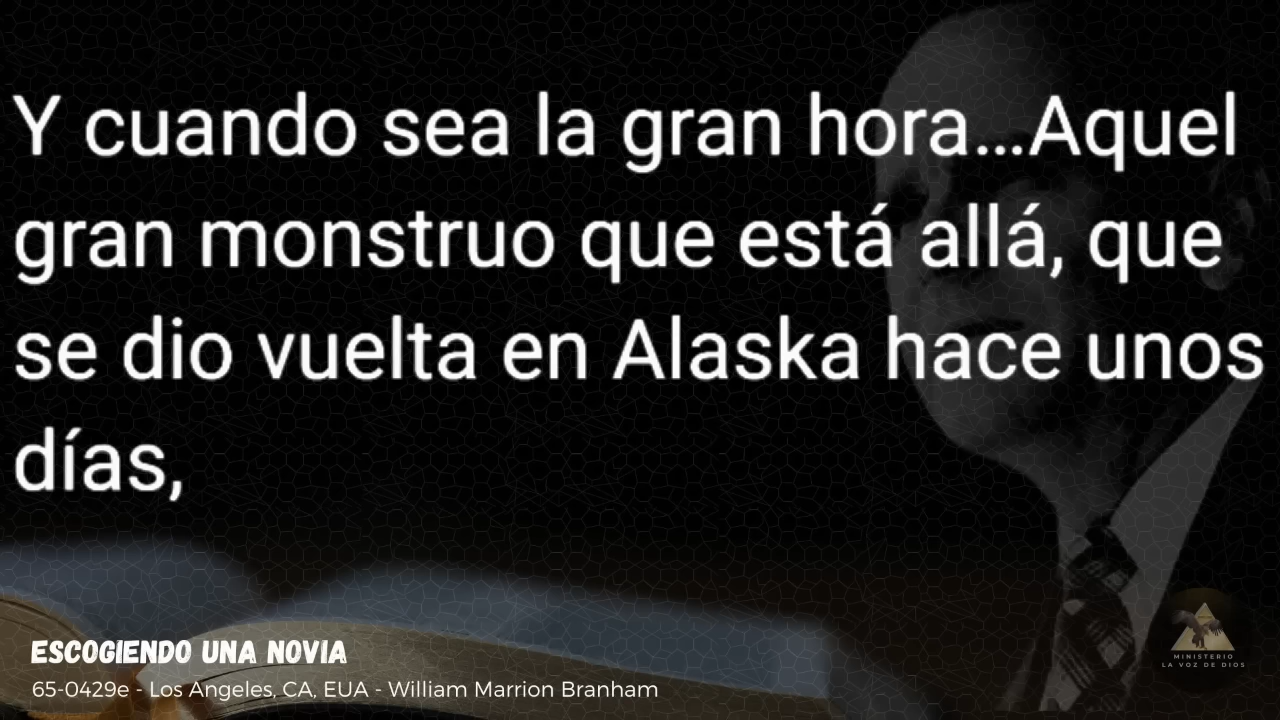 Y cuando sea la gran hora...Aquel
gran monstruo que está allá, que
se dio vuelta en Alaska hace unos
días,
ESCOGIENDO UNA NOVIA
65-0429e - Los Angeles, CA, EUA - William Marrion Branham
MINISTERIO
LA VOZ DE DIOS